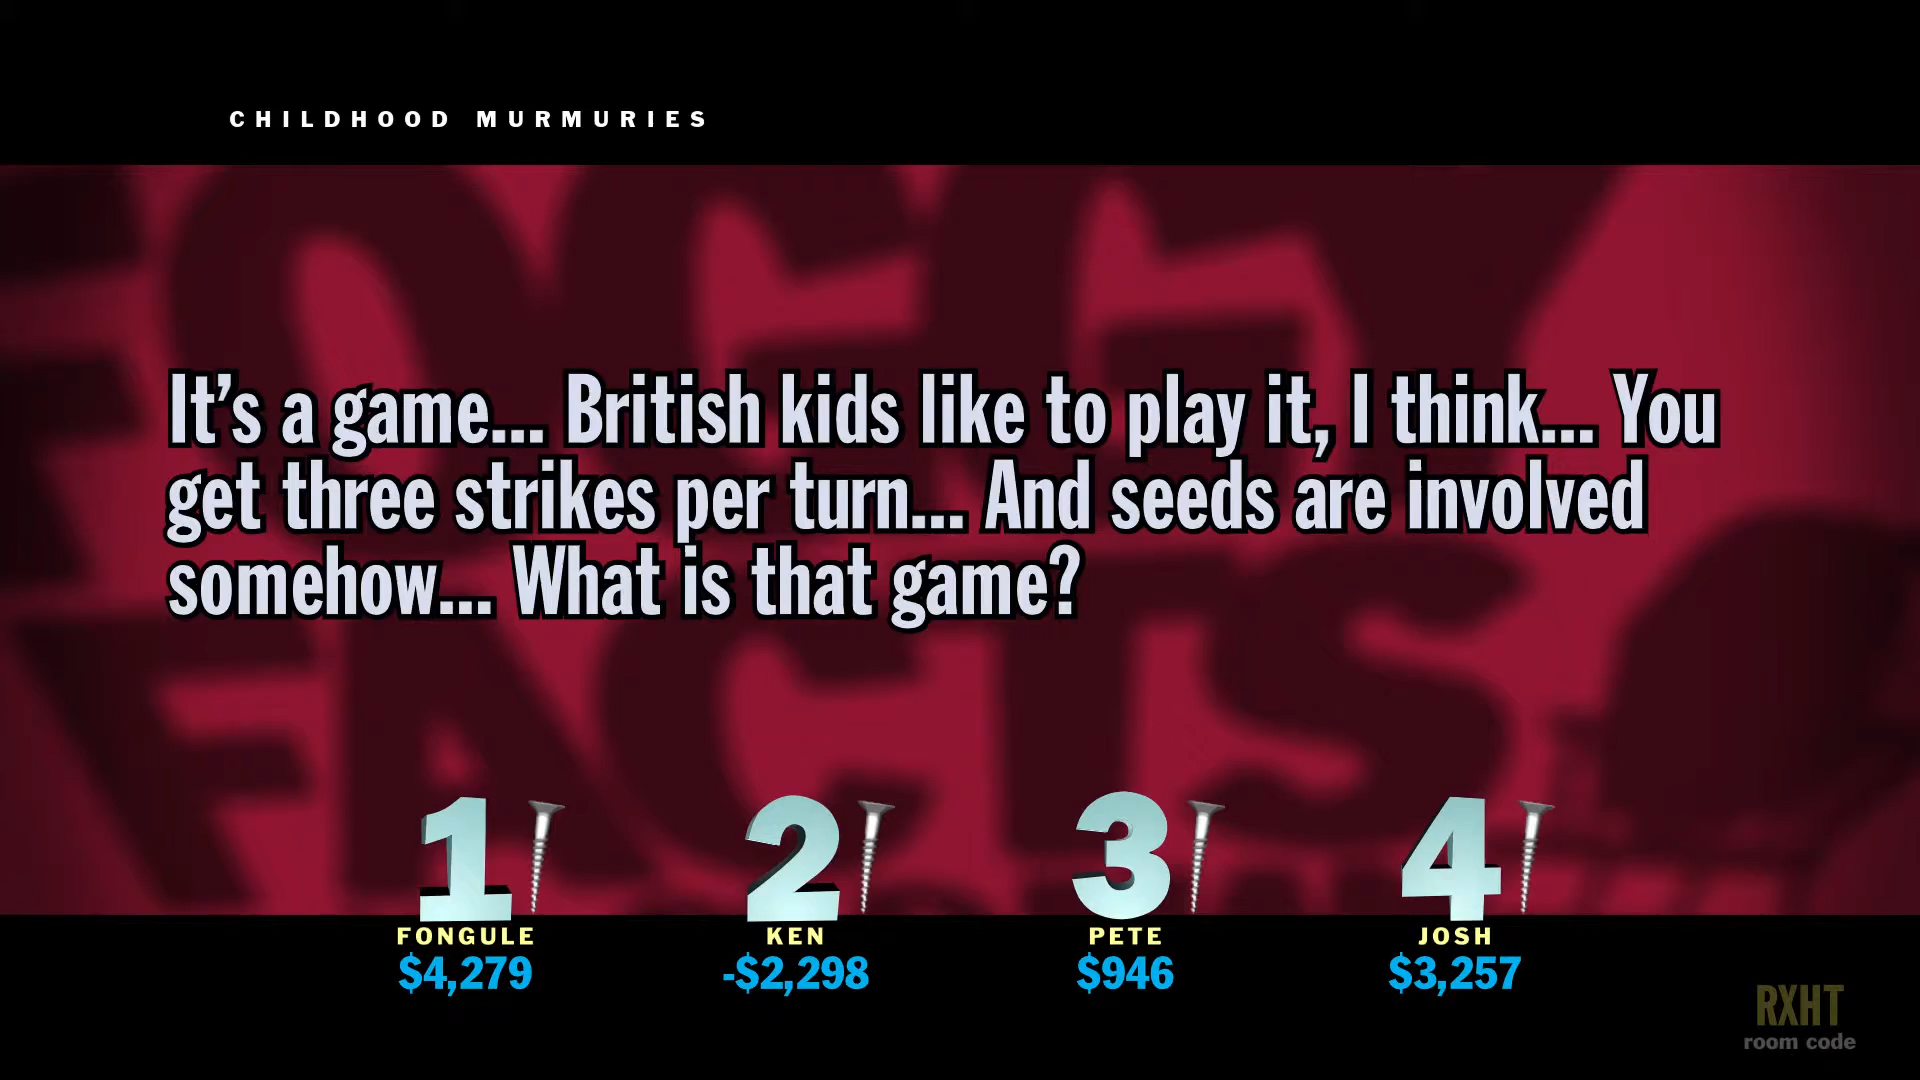 CHILDHOOD MURMURIES
It's a game... British kids like to play it, I think... You
get three strikes per turn... And seeds are involved
somehow... What is that game?
1 2 3 4
FONGULE KEN PETE JOSH
$4,279 -$2,298 $946 $3,257
RXHT
room code